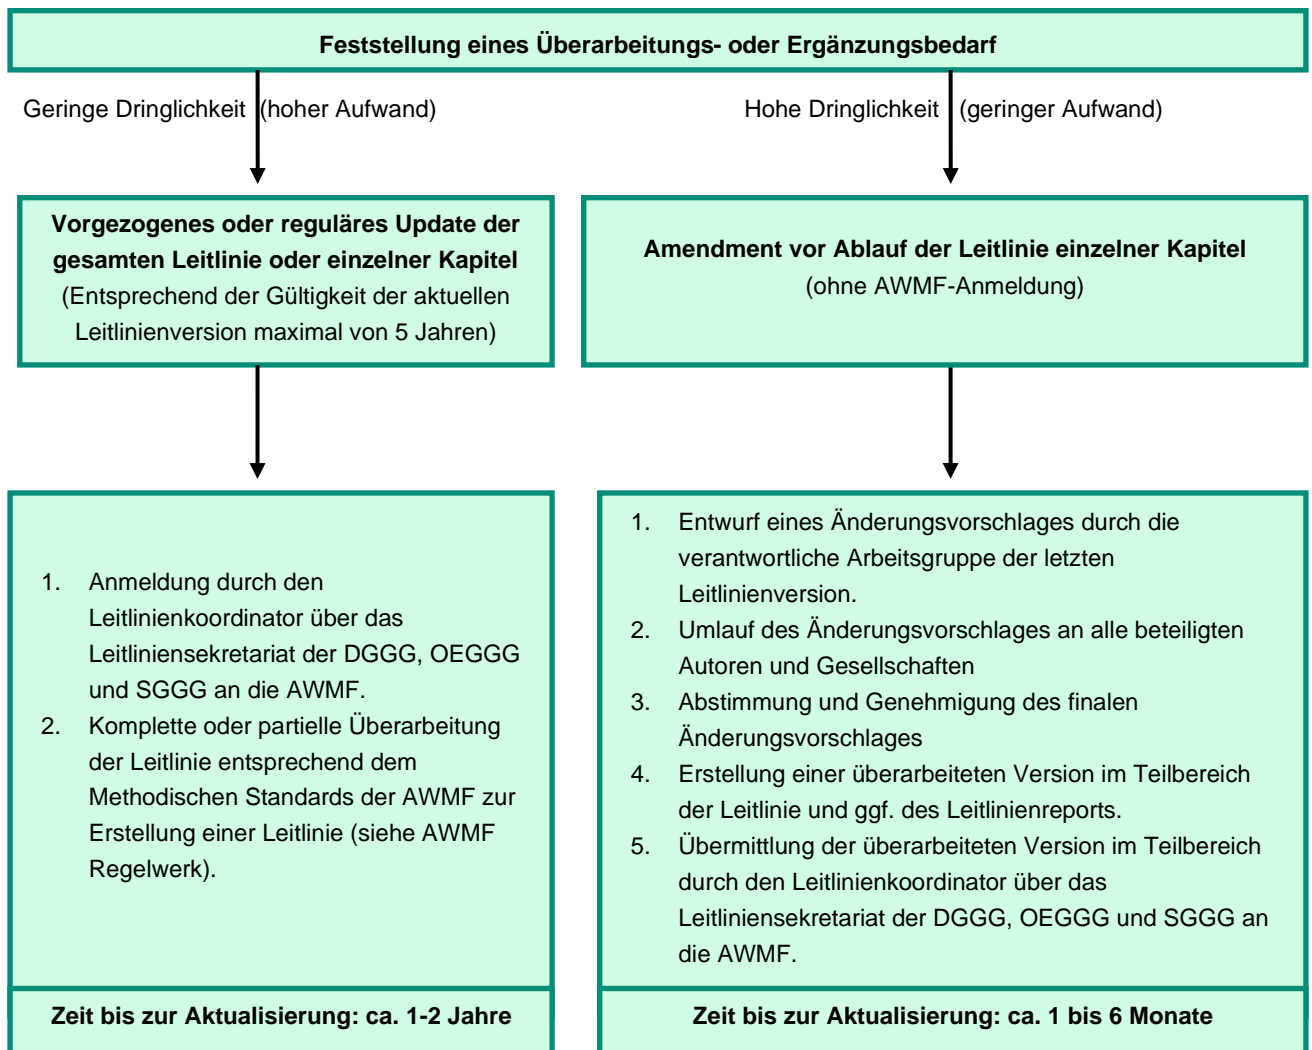 Feststellung eines Überarbeitungs- oder Ergänzungsbedarf
Geringe Dringlichkeit (hoher Aufwand)
Hohe Dringlichkeit (geringer Aufwand)
Vorgezogenes oder reguläres Update der
gesamten Leitlinie oder einzelner Kapitel
(Entsprechend der Gültigkeit der aktuellen
Leitlinienversion maximal von 5 Jahren)
Amendment vor Ablauf der Leitlinie einzelner Kapitel
(ohne AWMF-Anmeldung)
1. Anmeldung durch den
Leitlinienkoordinator über das
Leitliniensekretariat der DGGG, OEGGG
und SGGG an die AWMF.
2. Komplette oder partielle Überarbeitung
der Leitlinie entsprechend dem
Methodischen Standards der AWMF zur
Erstellung einer Leitlinie (siehe AWMF
Regelwerk).
Zeit bis zur Aktualisierung: ca. 1-2 Jahre
1. Entwurf eines Änderungsvorschlages durch die
verantwortliche Arbeitsgruppe der letzten
Leitlinienversion.
2. Umlauf des Änderungsvorschlages an alle beteiligten
Autoren und Gesellschaften
3. Abstimmung und Genehmigung des finalen
Änderungsvorschlages
4. Erstellung einer überarbeiteten Version im Teilbereich
der Leitlinie und ggf. des Leitlinienreports.
5. Übermittlung der überarbeiteten Version im Teilbereich
durch den Leitlinienkoordinator über das
Leitliniensekretariat der DGGG, OEGGG und SGGG an
die AWMF.
Zeit bis zur Aktualisierung: ca. 1 bis 6 Monate